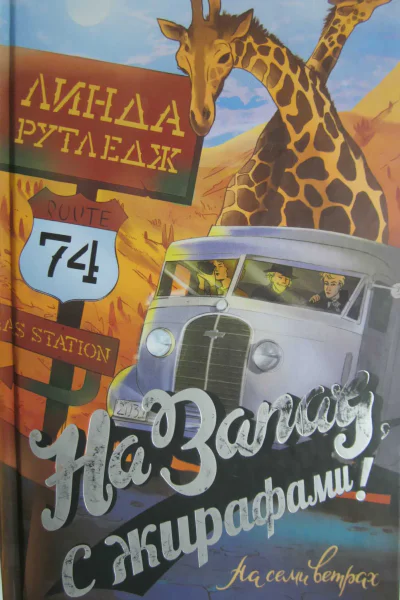 ЛИНДА
РУТЛЕДЖ
ROUTE
74
AS STATION
На Запад
с жирафами!
На семи ветрах